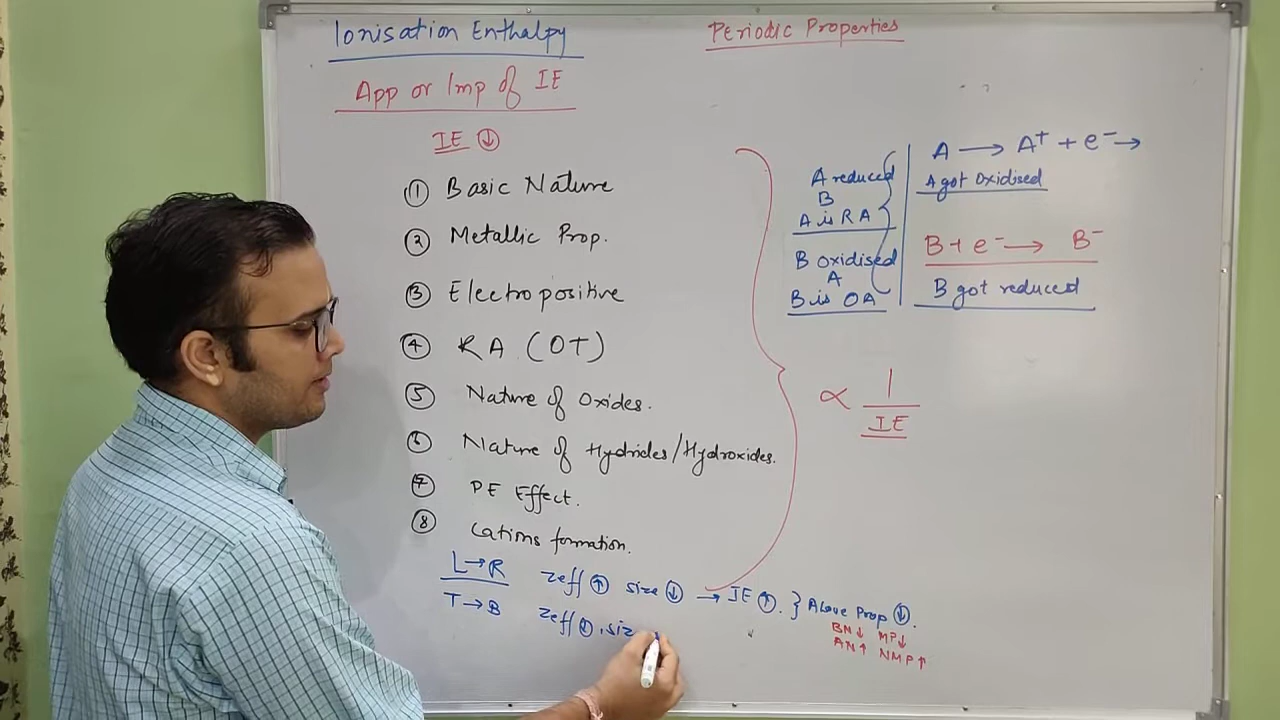 Ionisation Enthalpy
Periodic Properties
App or Imp of IE
IE ↓
① Basic Nature
② Metallic Prop.
③ Electropositive
④ RA (OT)
⑤ Nature of Oxides.
⑥ Nature of Hydrides/Hydroxides.
⑦ PE Effect.
⑧ Cations formation.
L→R Zeff ↑ size ↓ → IE ↑. } Above Prop ↓.
BN↓ MP↓
AN↑ NMP↑
T→B Zeff ↓, siz
A reduced
B
A is RA
B oxidised
A
B is OA
A → A⁺ + e⁻ →
A got Oxidised
B + e⁻ → B⁻
B got reduced
∝ 1
IE